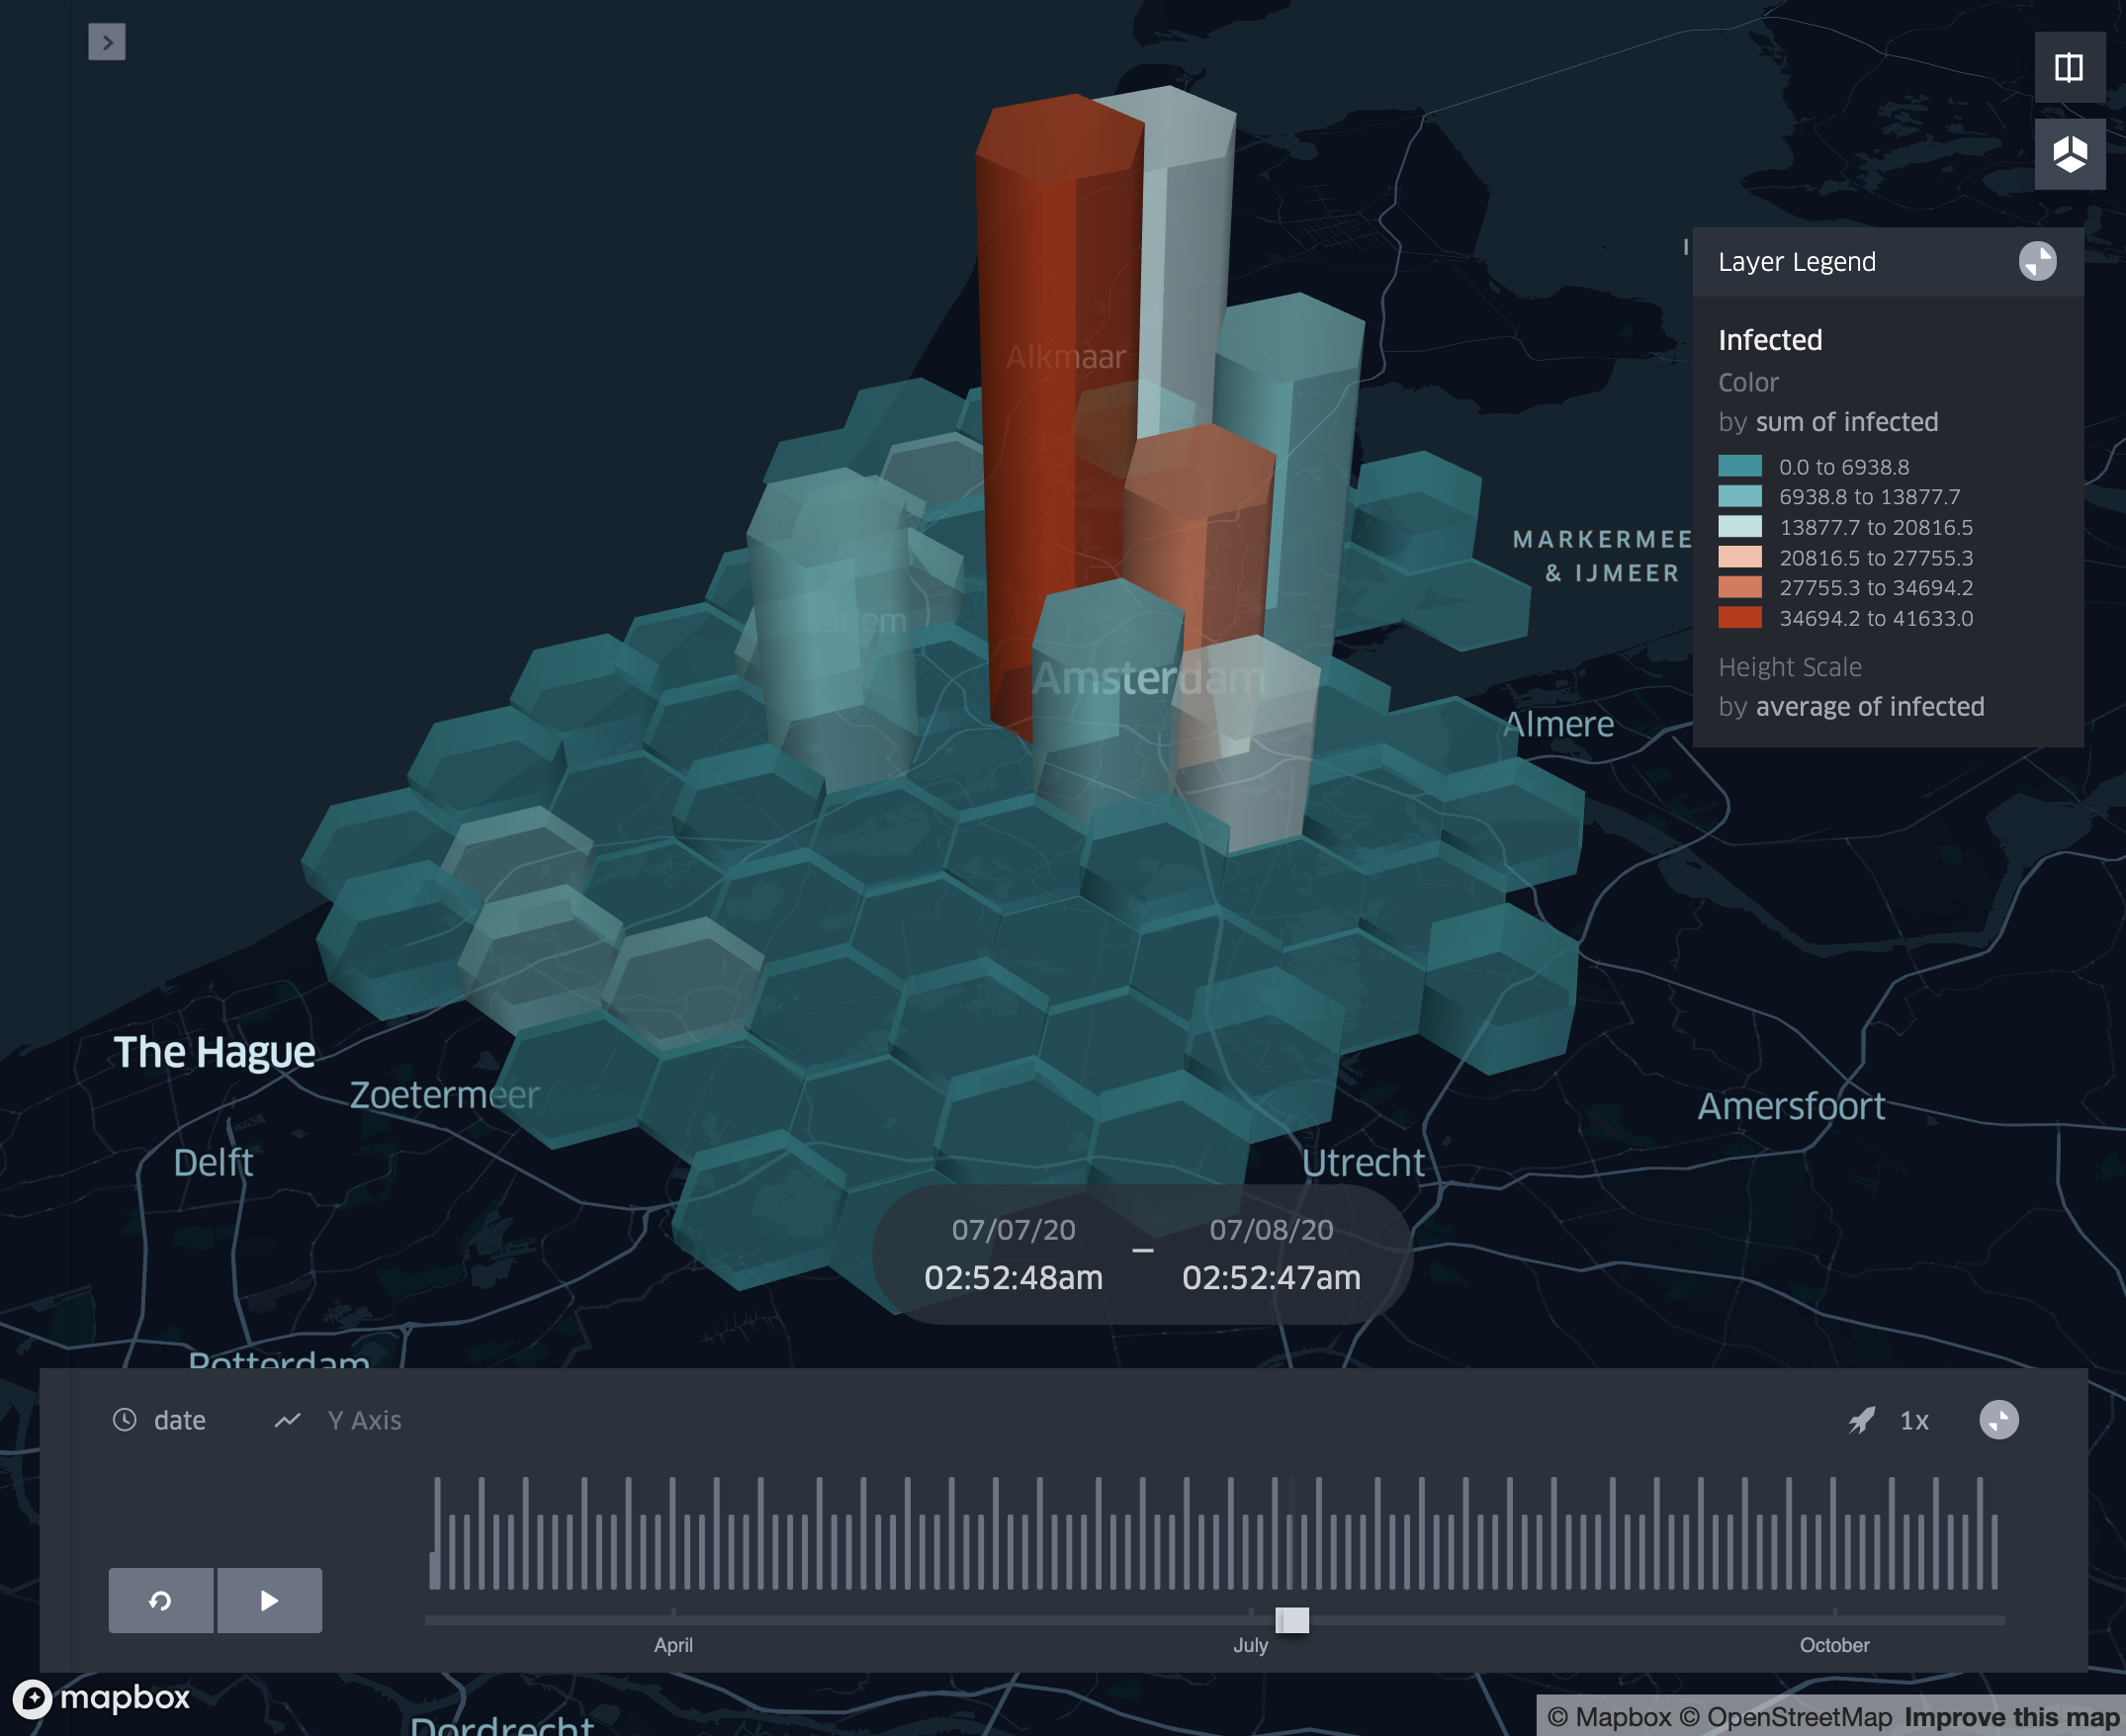 Alkmaar
Layer Legend
Infected
Color
by sum of infected
0.0 to 6938.8
6938.8 to 13877.7
13877.7 to 20816.5
20816.5 to 27755.3
27755.3 to 34694.2
34694.2 to 41633.0
Height Scale
by average of infected
MARKERMEE
& IJMEER
Amsterdam
Almere
The Hague
Zoetermeer
Amersfoort
Delft
Utrecht
07/07/20
02:52:48am
–
07/08/20
02:52:47am
Rotterdam
date
Y Axis
1x
April
July
October
mapbox
Dordrecht
© Mapbox © OpenStreetMap Improve this map